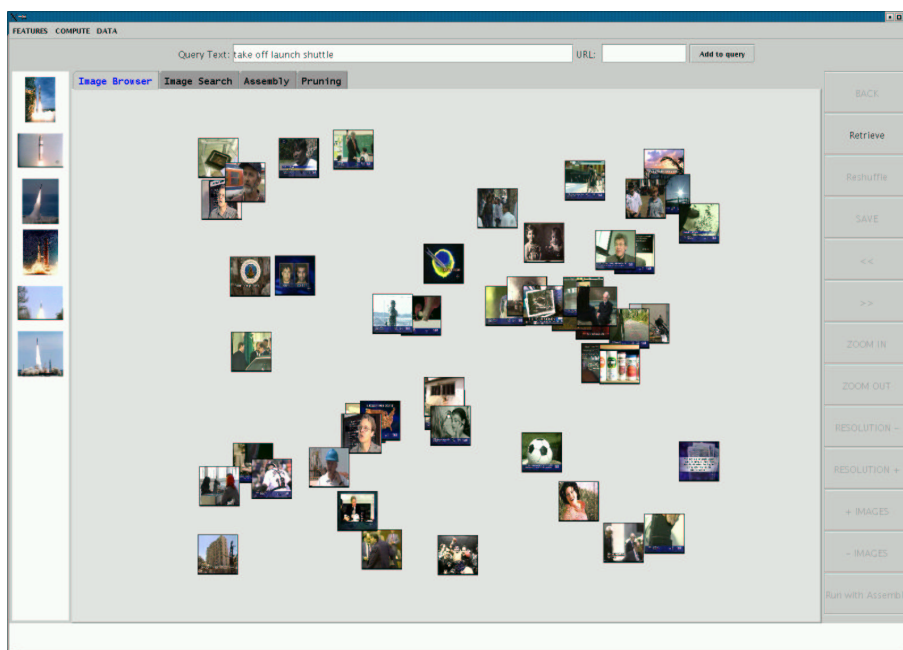 FEATURES COMPUTE DATA
Query Text: take off launch shuttle URL: Add to query
Image Browser Image Search Assembly Pruning
BACK
Retrieve
Reshuffle
SAVE
<<
>>
ZOOM IN
ZOOM OUT
RESOLUTION -
RESOLUTION +
+ IMAGES
- IMAGES
Run with Assembl